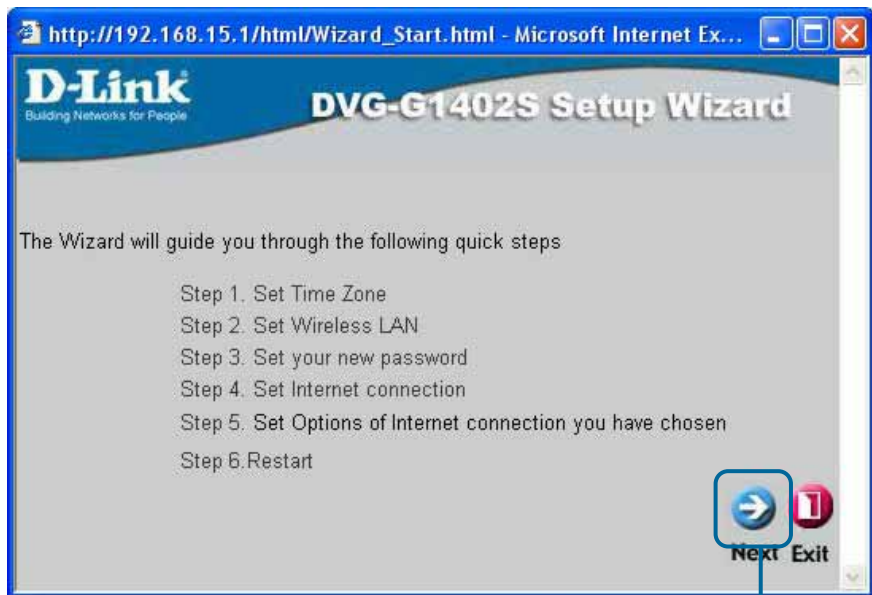 http://192.168.15.1/html/Wizard_Start.html - Microsoft Internet Ex...
D-Link
Building Networks for People
DVG-G1402S Setup Wizard
The Wizard will guide you through the following quick steps
Step 1. Set Time Zone
Step 2. Set Wireless LAN
Step 3. Set your new password
Step 4. Set Internet connection
Step 5. Set Options of Internet connection you have chosen
Step 6.Restart
Next Exit